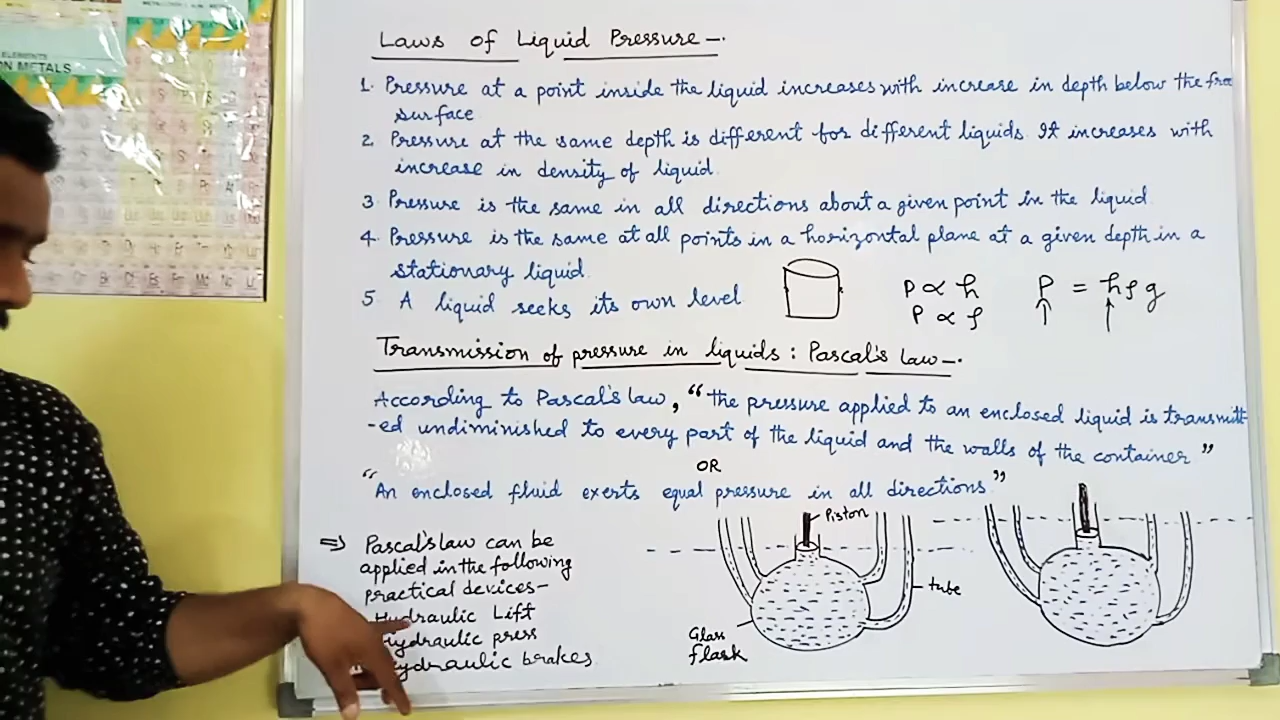 ELEMENTS
ON METALS
Laws of Liquid Pressure-.
1. Pressure at a point inside the liquid increases with increase in depth below the free
surface
2. Pressure at the same depth is different for different liquids. It increases with
increase in density of liquid.
3. Pressure is the same in all directions about a given point in the liquid.
4. Pressure is the same at all points in a horizontal plane at a given depth in a
stationary liquid.
5. A liquid seeks its own level
P ∝ h
P ∝ ρ
P = hρg
Transmission of pressure in liquids : Pascal's law-.
According to Pascal's law, "the pressure applied to an enclosed liquid is transmitt-
-ed undiminished to every part of the liquid and the walls of the container"
OR
"An enclosed fluid exerts equal pressure in all directions"
⇒ Pascal's law can be
applied in the following
practical devices-
Hydraulic Lift
Hydraulic press
Hydraulic brakes
Piston
tube
Glass
flask